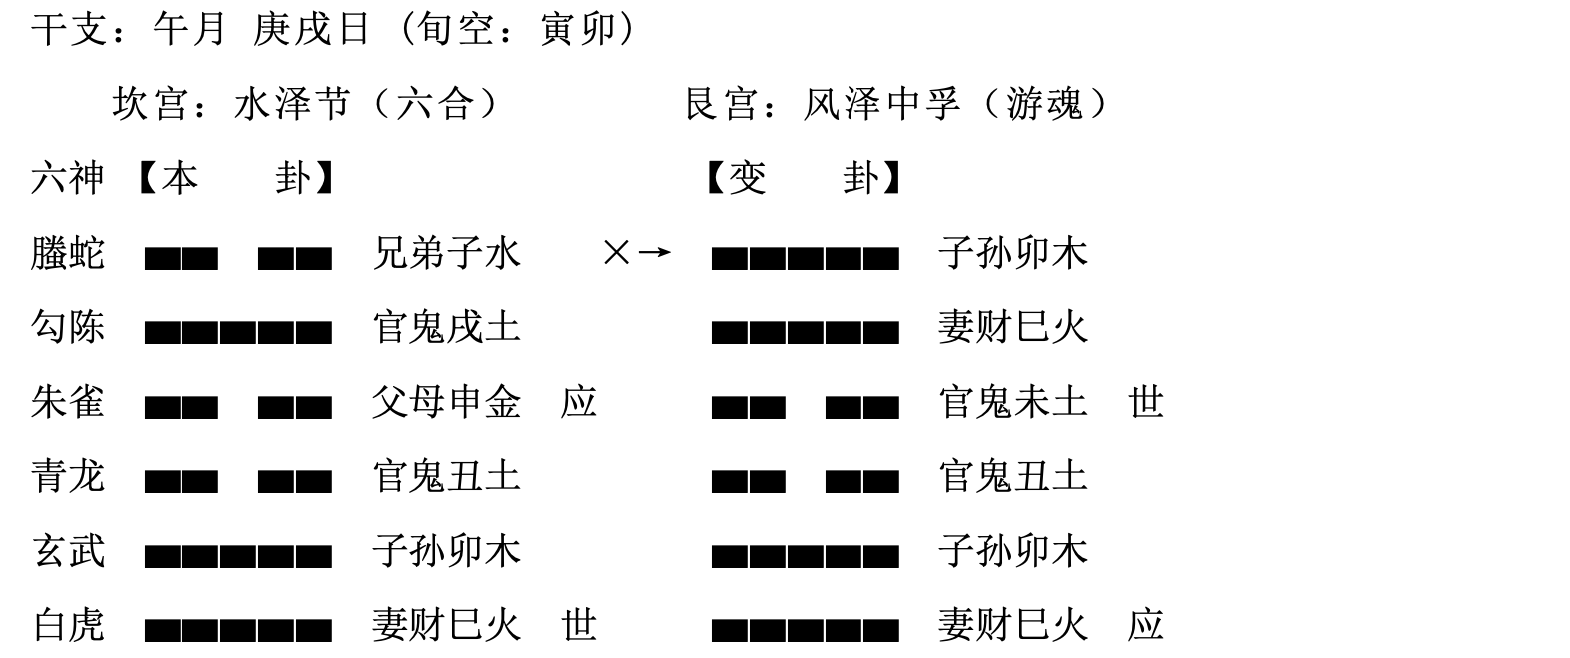 干支：午月 庚戌日（旬空：寅卯）
坎宫：水泽节（六合） 艮宫：风泽中孚（游魂）
六神 【本 卦】 【变 卦】
螣蛇 兄弟子水 ×→ 子孙卯木
勾陈 官鬼戌土 妻财巳火
朱雀 父母申金 应 官鬼未土 世
青龙 官鬼丑土 官鬼丑土
玄武 子孙卯木 子孙卯木
白虎 妻财巳火 世 妻财巳火 应